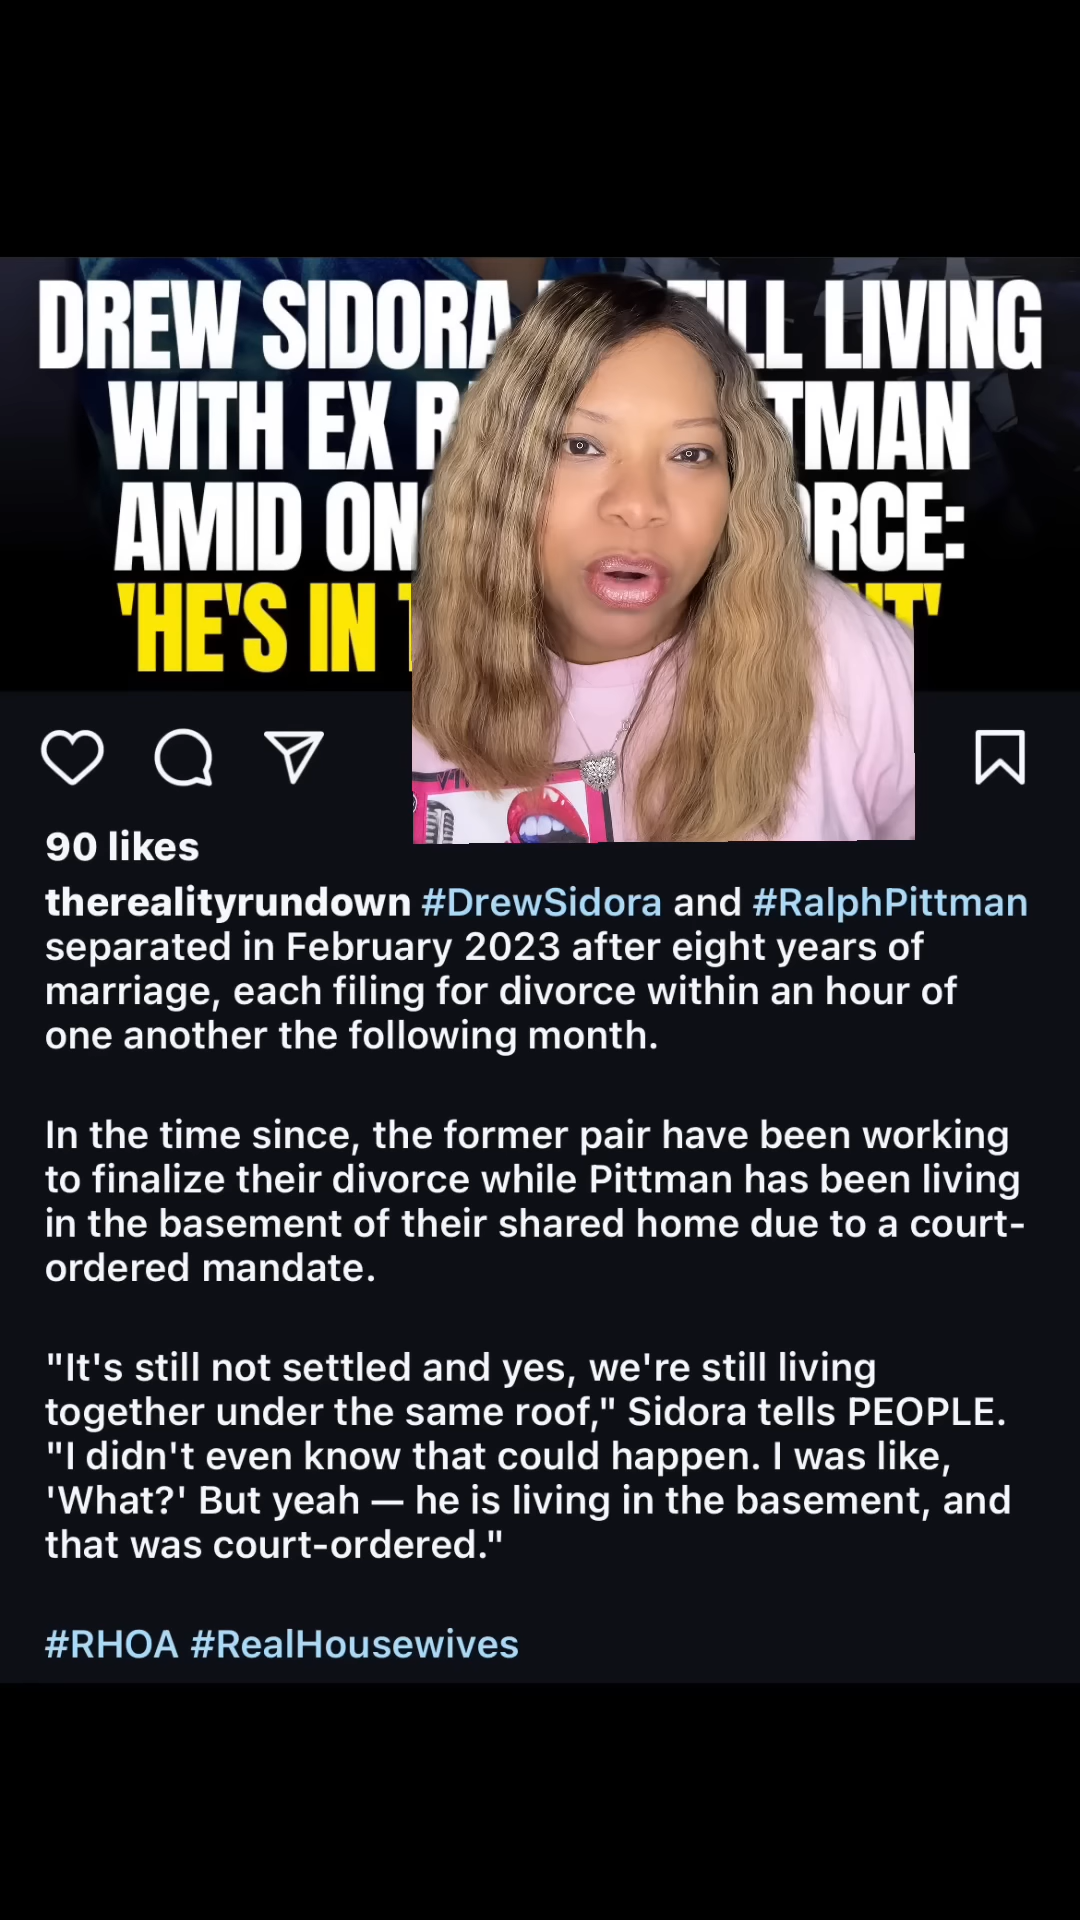 DREW SIDORA ILL LIVING
WITH EX R TMAN
AMID ON ORCE:
'HE'S IN T NT'
90 likes
therealityrundown #DrewSidora and #RalphPittman
separated in February 2023 after eight years of
marriage, each filing for divorce within an hour of
one another the following month.
In the time since, the former pair have been working
to finalize their divorce while Pittman has been living
in the basement of their shared home due to a court-
ordered mandate.
"It's still not settled and yes, we're still living
together under the same roof," Sidora tells PEOPLE.
"I didn't even know that could happen. I was like,
'What?' But yeah — he is living in the basement, and
that was court-ordered."
#RHOA #RealHousewives